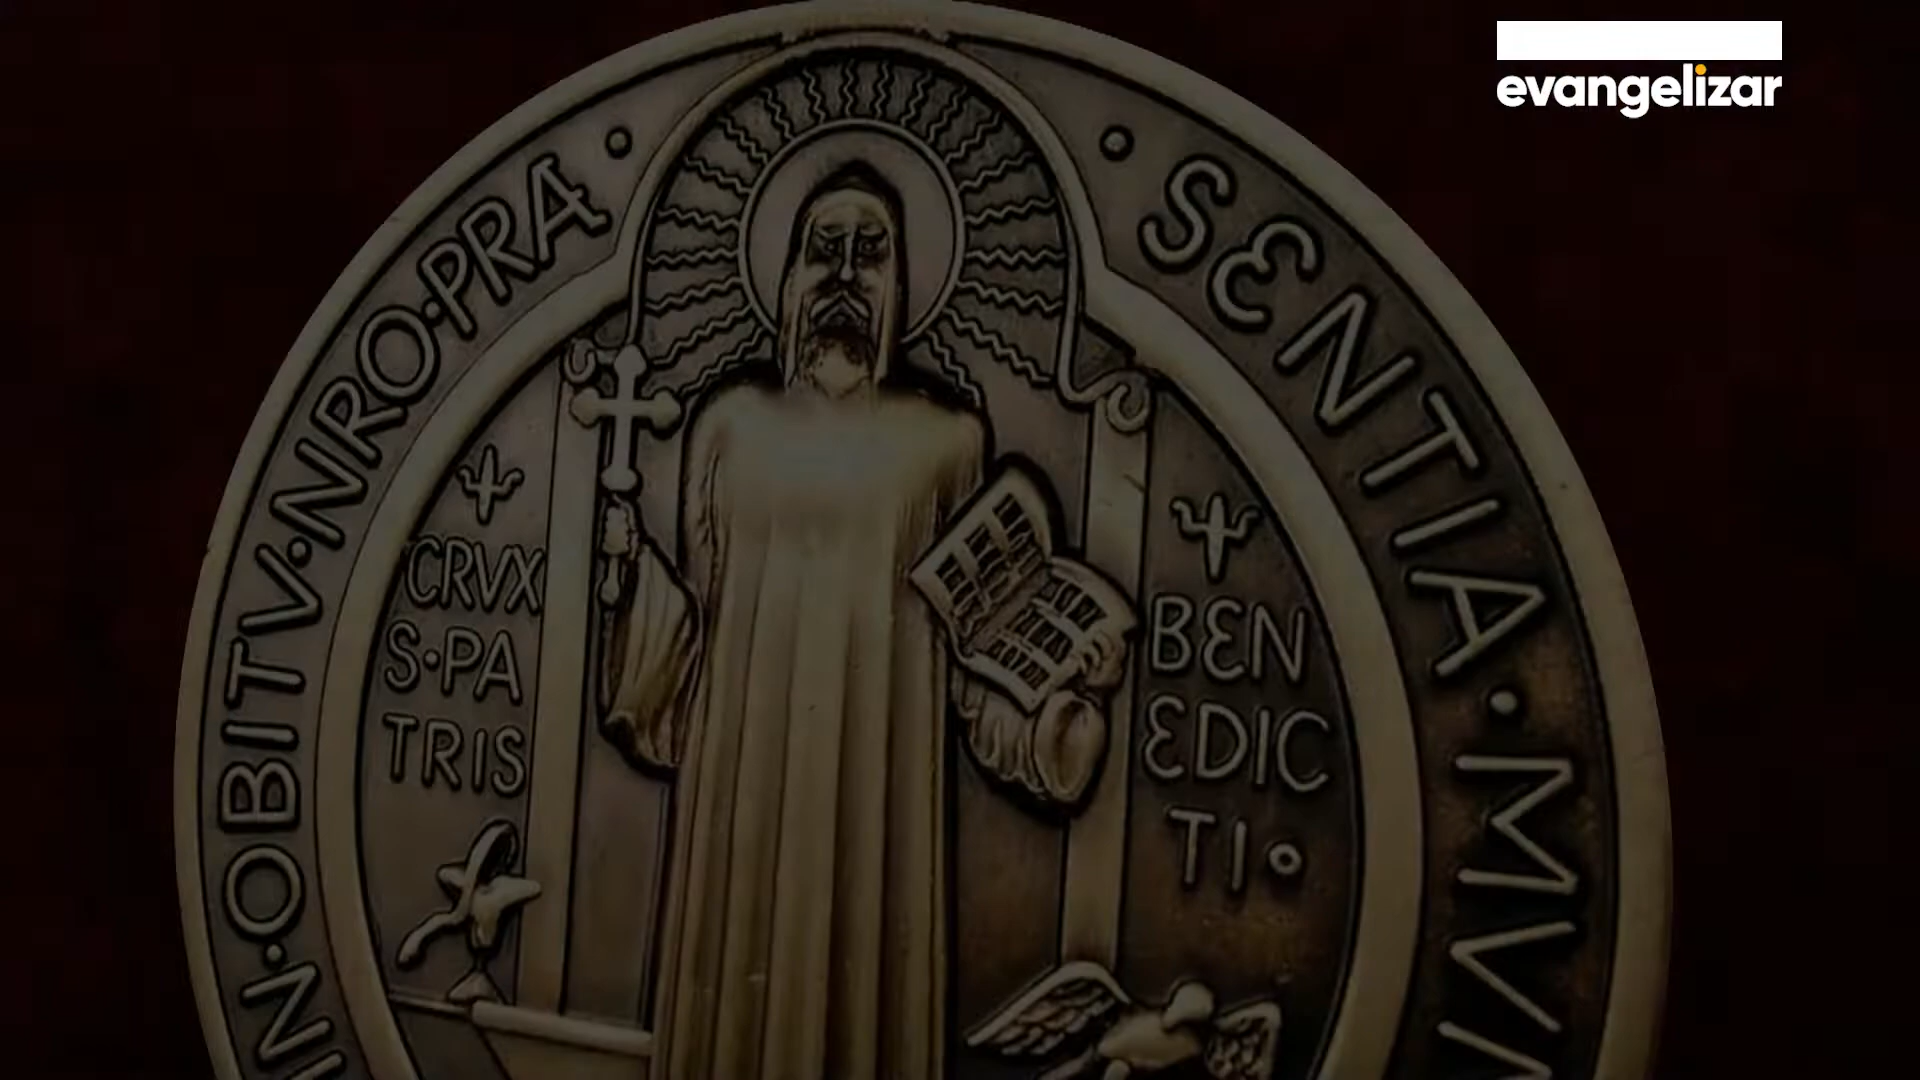 evangelizar
IN·OBITV·NRO·PRA
SENTIA·MVN
CRVX
S·PA
TRIS
BEN
EDIC
TI